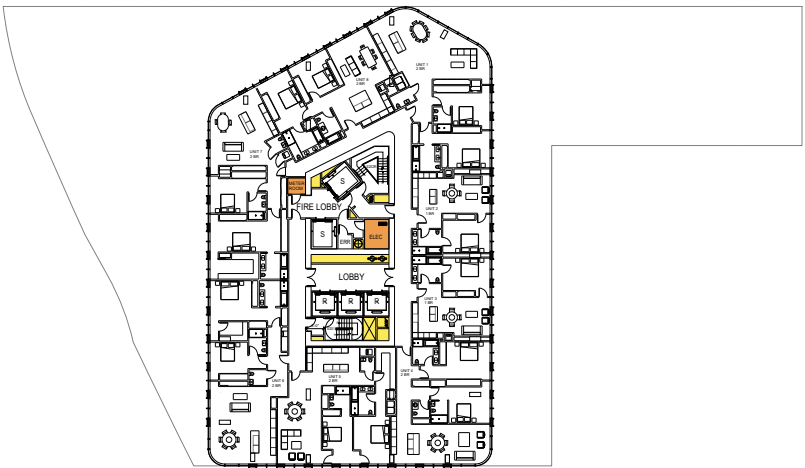 UNIT 1
2 BR
UNIT 8
2 BR
UNIT 7
2 BR
S
METER
ROOM
FIRE LOBBY
UNIT 2
1 BR
S
ERR
ELEC
LOBBY
R
R
R
UNIT 3
1 BR
UNIT 6
2 BR
UNIT 5
2 BR
UNIT 4
2 BR